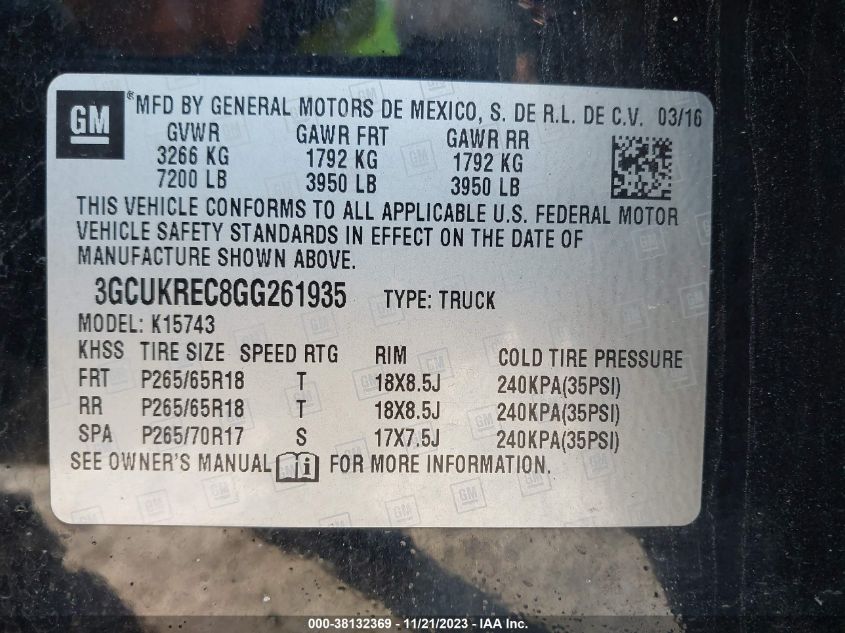 GM ® MFD BY GENERAL MOTORS DE MEXICO, S. DE R.L. DE C.V. 03/16
GVWR GAWR FRT GAWR RR
3266 KG 1792 KG 1792 KG
7200 LB 3950 LB 3950 LB
THIS VEHICLE CONFORMS TO ALL APPLICABLE U.S. FEDERAL MOTOR
VEHICLE SAFETY STANDARDS IN EFFECT ON THE DATE OF
MANUFACTURE SHOWN ABOVE.
3GCUKREC8GG261935 TYPE: TRUCK
MODEL: K15743
KHSS TIRE SIZE SPEED RTG RIM COLD TIRE PRESSURE
FRT P265/65R18 T 18X8.5J 240KPA(35PSI)
RR P265/65R18 T 18X8.5J 240KPA(35PSI)
SPA P265/70R17 S 17X7.5J 240KPA(35PSI)
SEE OWNER'S MANUAL FOR MORE INFORMATION.
000-38132369 - 11/21/2023 - IAA Inc.